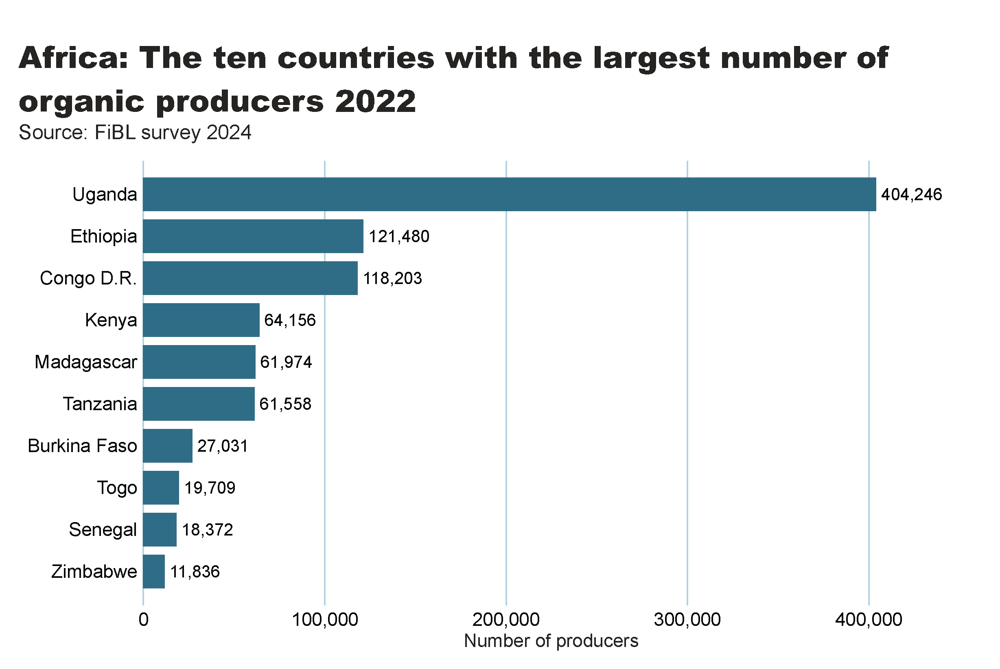 Africa: The ten countries with the largest number of
organic producers 2022
Source: FiBL survey 2024
Uganda 404,246
Ethiopia 121,480
Congo D.R. 118,203
Kenya 64,156
Madagascar 61,974
Tanzania 61,558
Burkina Faso 27,031
Togo 19,709
Senegal 18,372
Zimbabwe 11,836
0 100,000 200,000 300,000 400,000
Number of producers